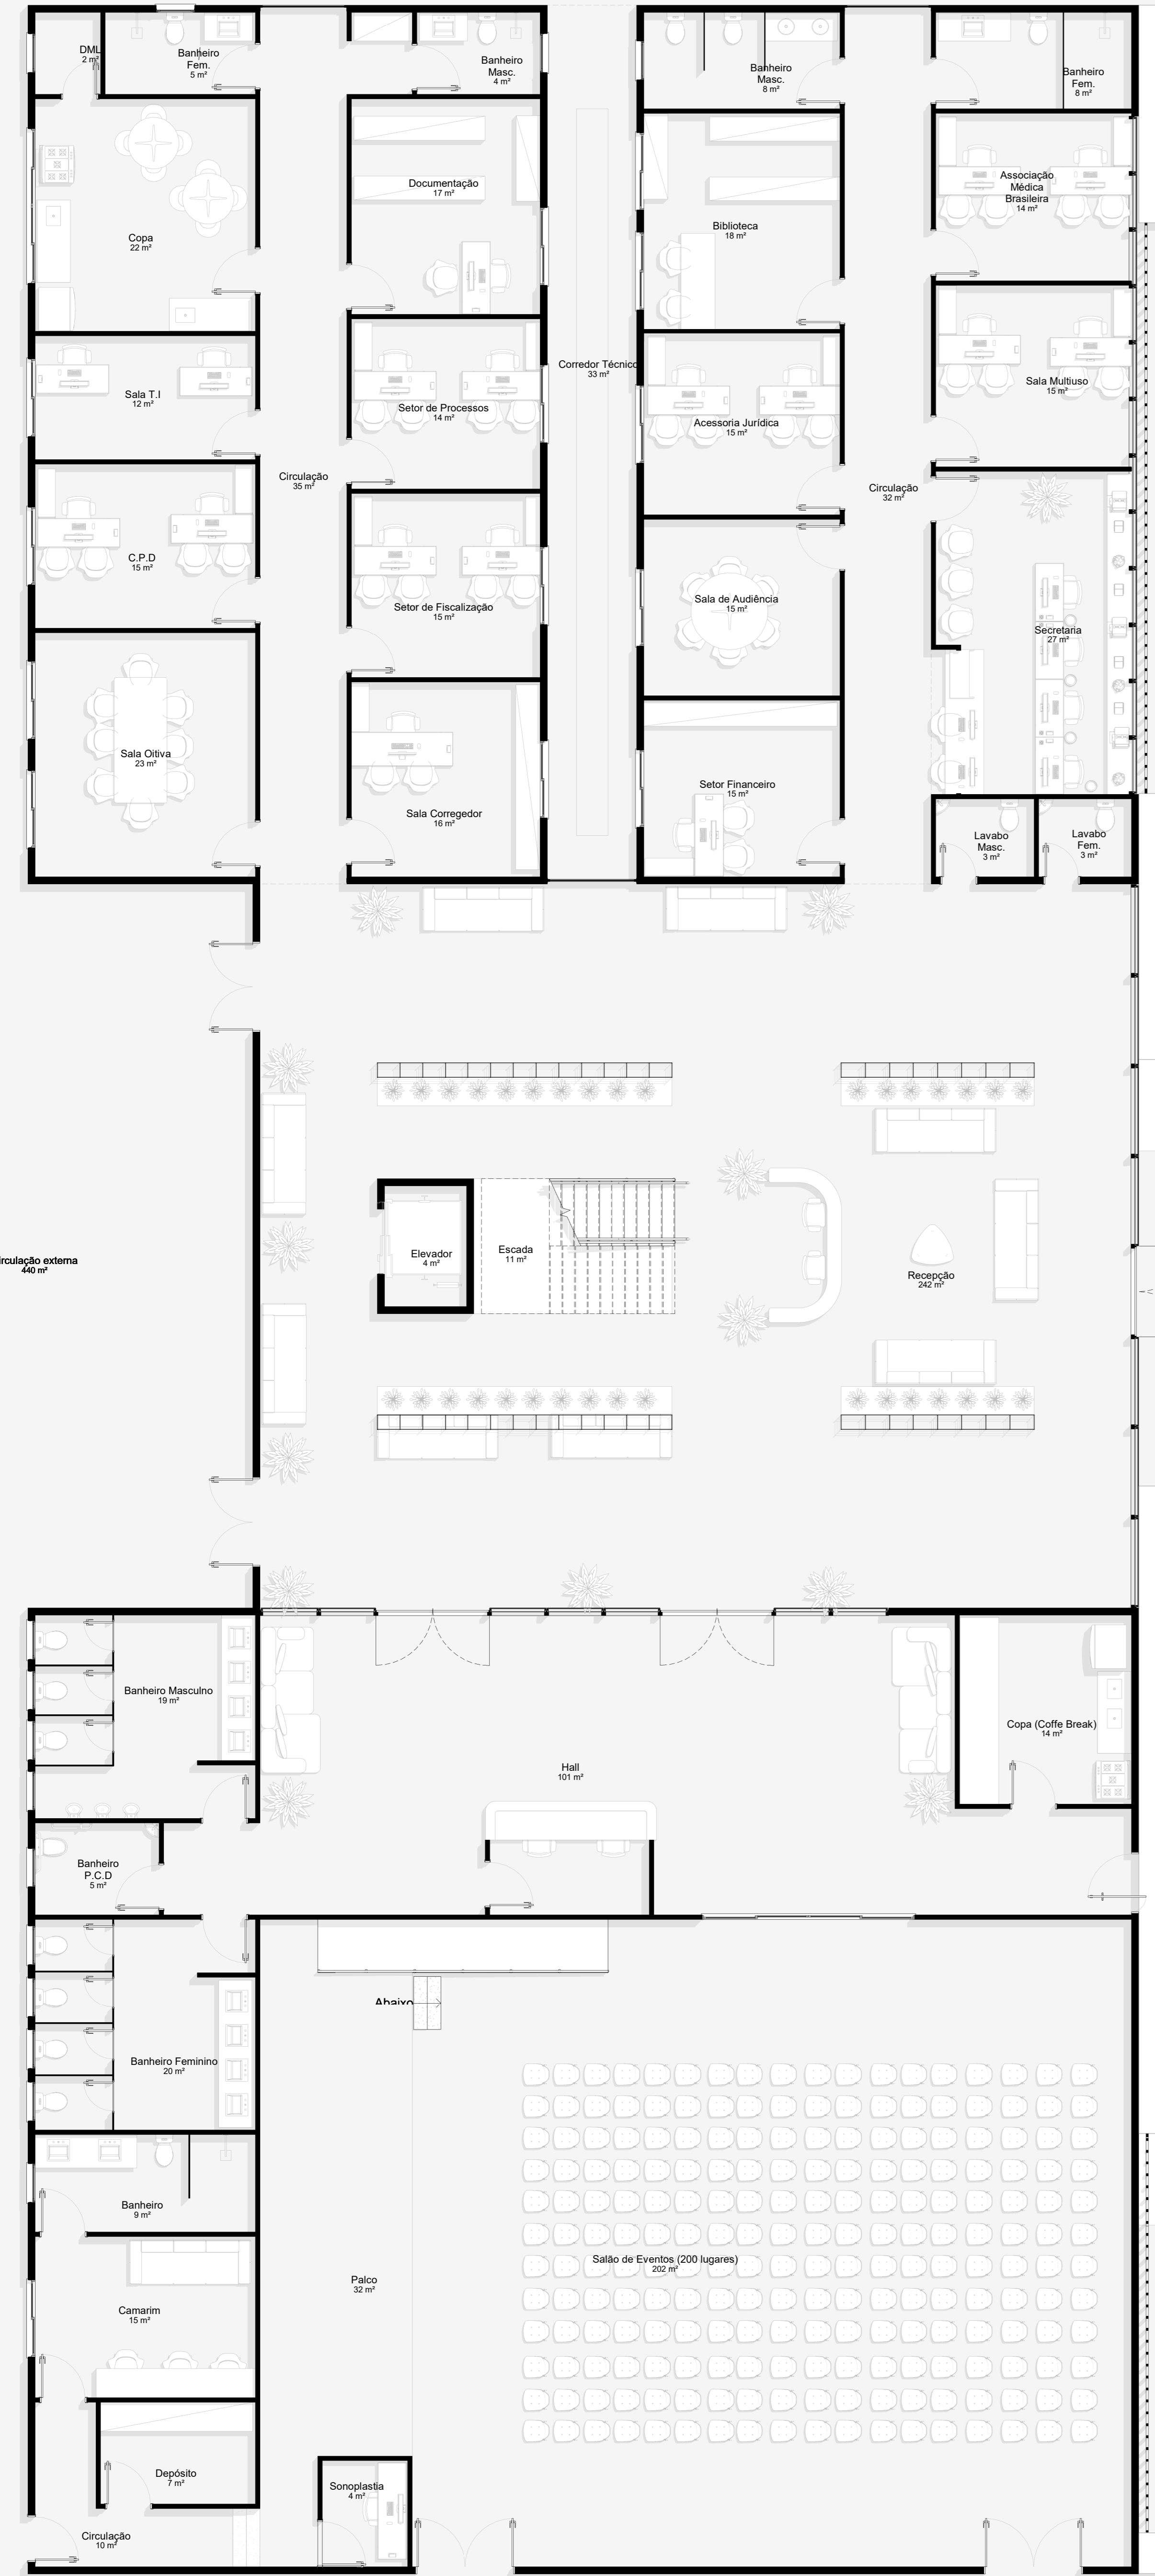 DML
2 m²
Banheiro
Fem.
5 m²
Banheiro
Masc.
4 m²
Banheiro
Masc.
8 m²
Banheiro
Fem.
8 m²
Copa
22 m²
Documentação
17 m²
Biblioteca
18 m²
Associação
Médica
Brasileira
14 m²
Sala T.I
12 m²
Setor de Processos
14 m²
Corredor Técnico
33 m²
Acessoria Jurídica
15 m²
Sala Multiuso
15 m²
Circulação
35 m²
Circulação
32 m²
C.P.D
15 m²
Setor de Fiscalização
15 m²
Sala de Audiência
15 m²
Secretaria
27 m²
Sala Oitiva
23 m²
Sala Corregedor
16 m²
Setor Financeiro
15 m²
Lavabo
Masc.
3 m²
Lavabo
Fem.
3 m²
irculação externa
440 m²
Elevador
4 m²
Escada
11 m²
Recepção
242 m²
Banheiro Masculno
19 m²
Hall
101 m²
Copa (Coffe Break)
14 m²
Banheiro
P.C.D
5 m²
Abaixo
Banheiro Feminino
20 m²
Banheiro
9 m²
Salão de Eventos (200 lugares)
202 m²
Palco
32 m²
Camarim
15 m²
Depósito
7 m²
Sonoplastia
4 m²
Circulação
10 m²